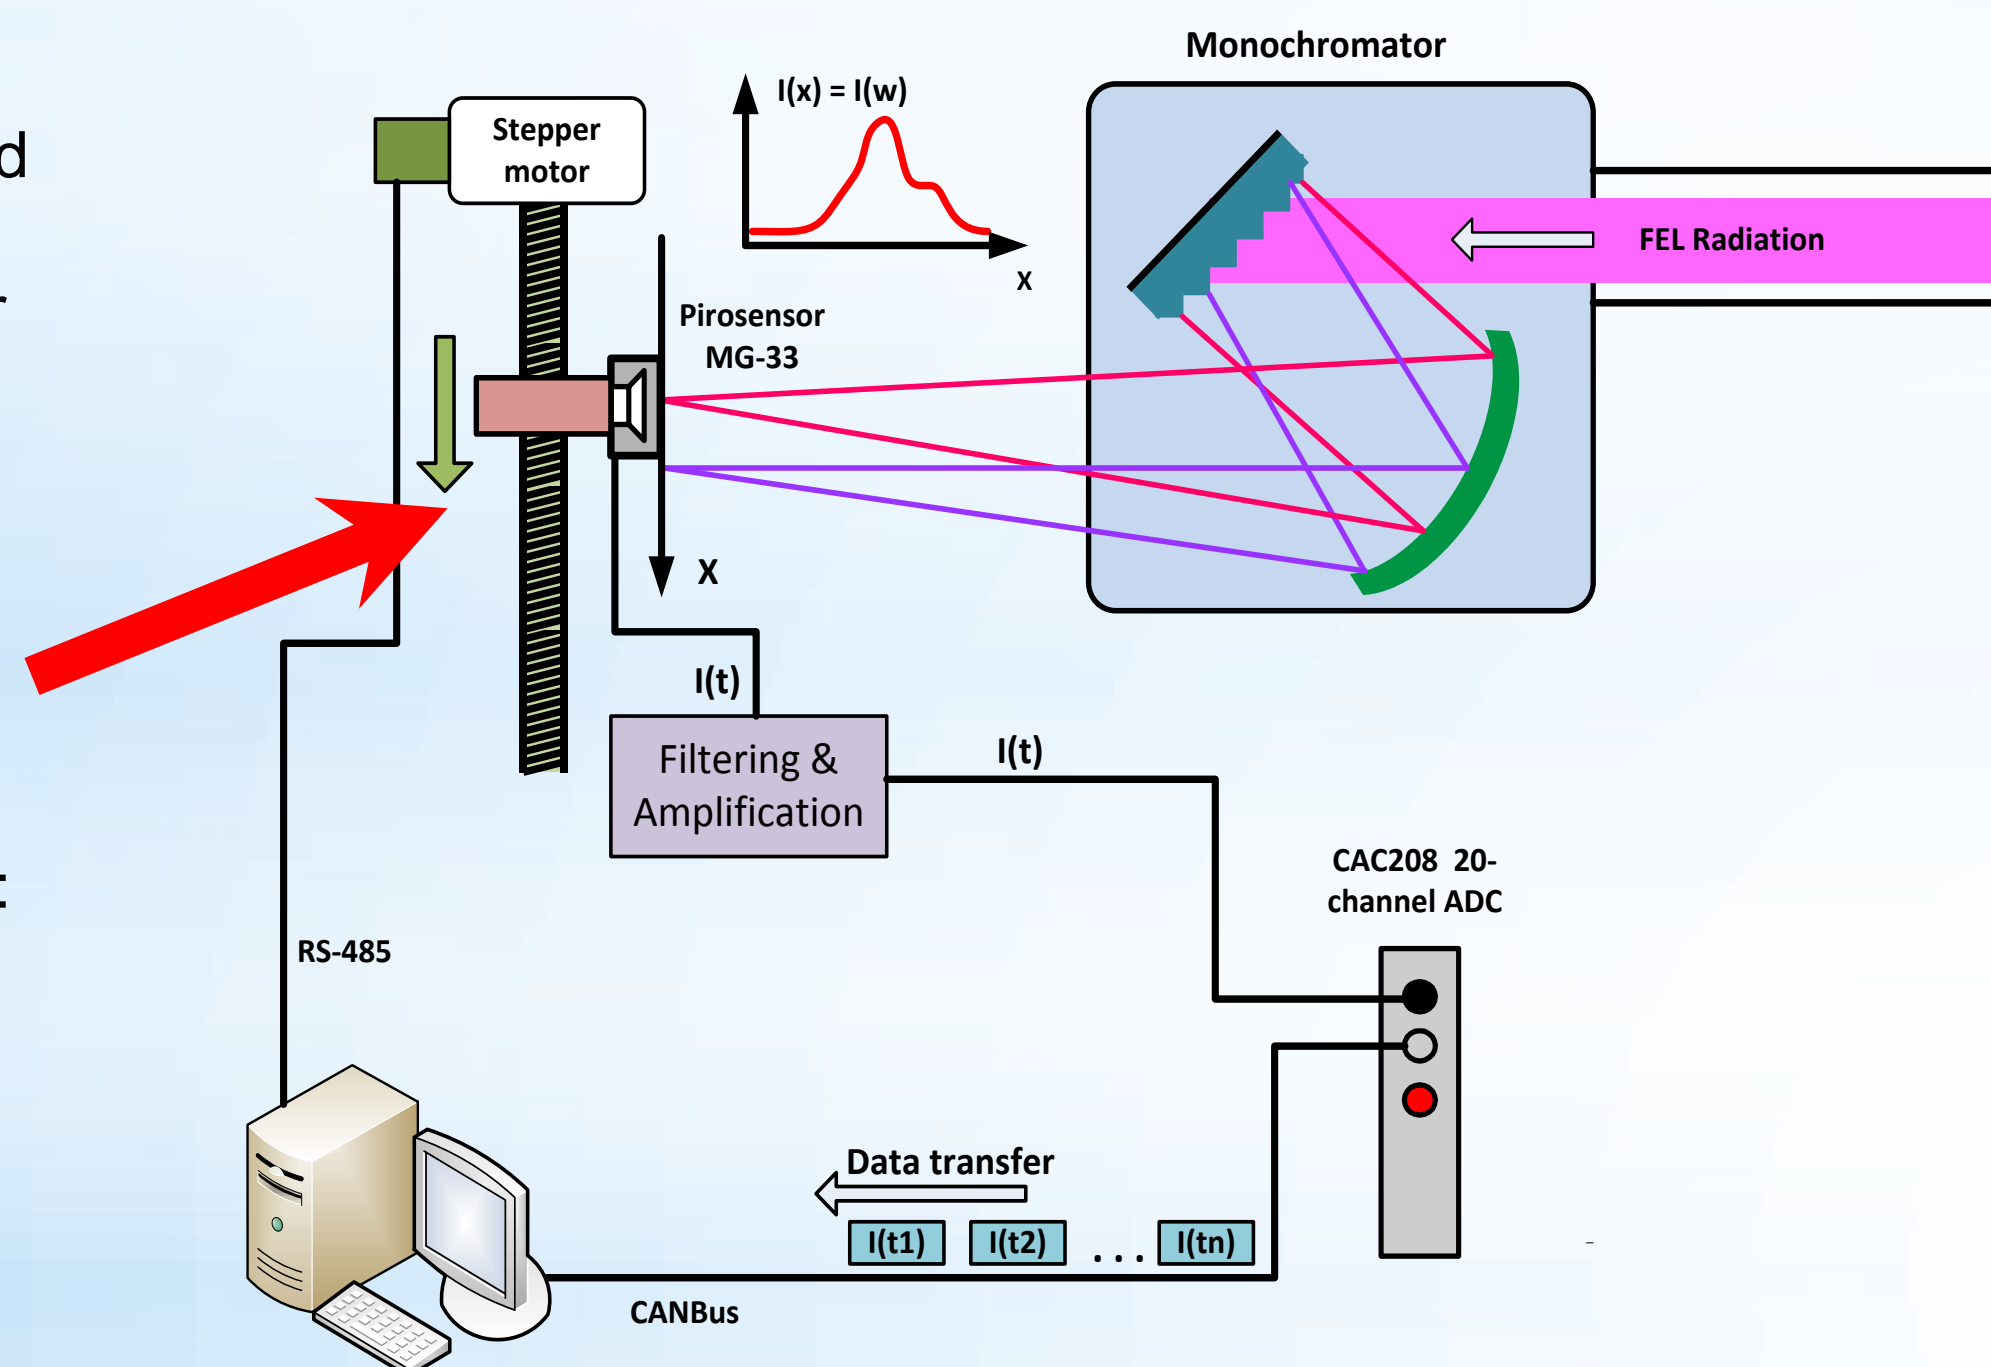 Monochromator
I(x) = I(w)
Stepper
motor
d
FEL Radiation
x
r
Pirosensor
MG-33
X
I(t)
Filtering &
Amplification
I(t)
CAC208 20-
channel ADC
:
RS-485
Data transfer
I(t1) I(t2) ... I(tn)
-
CANBus